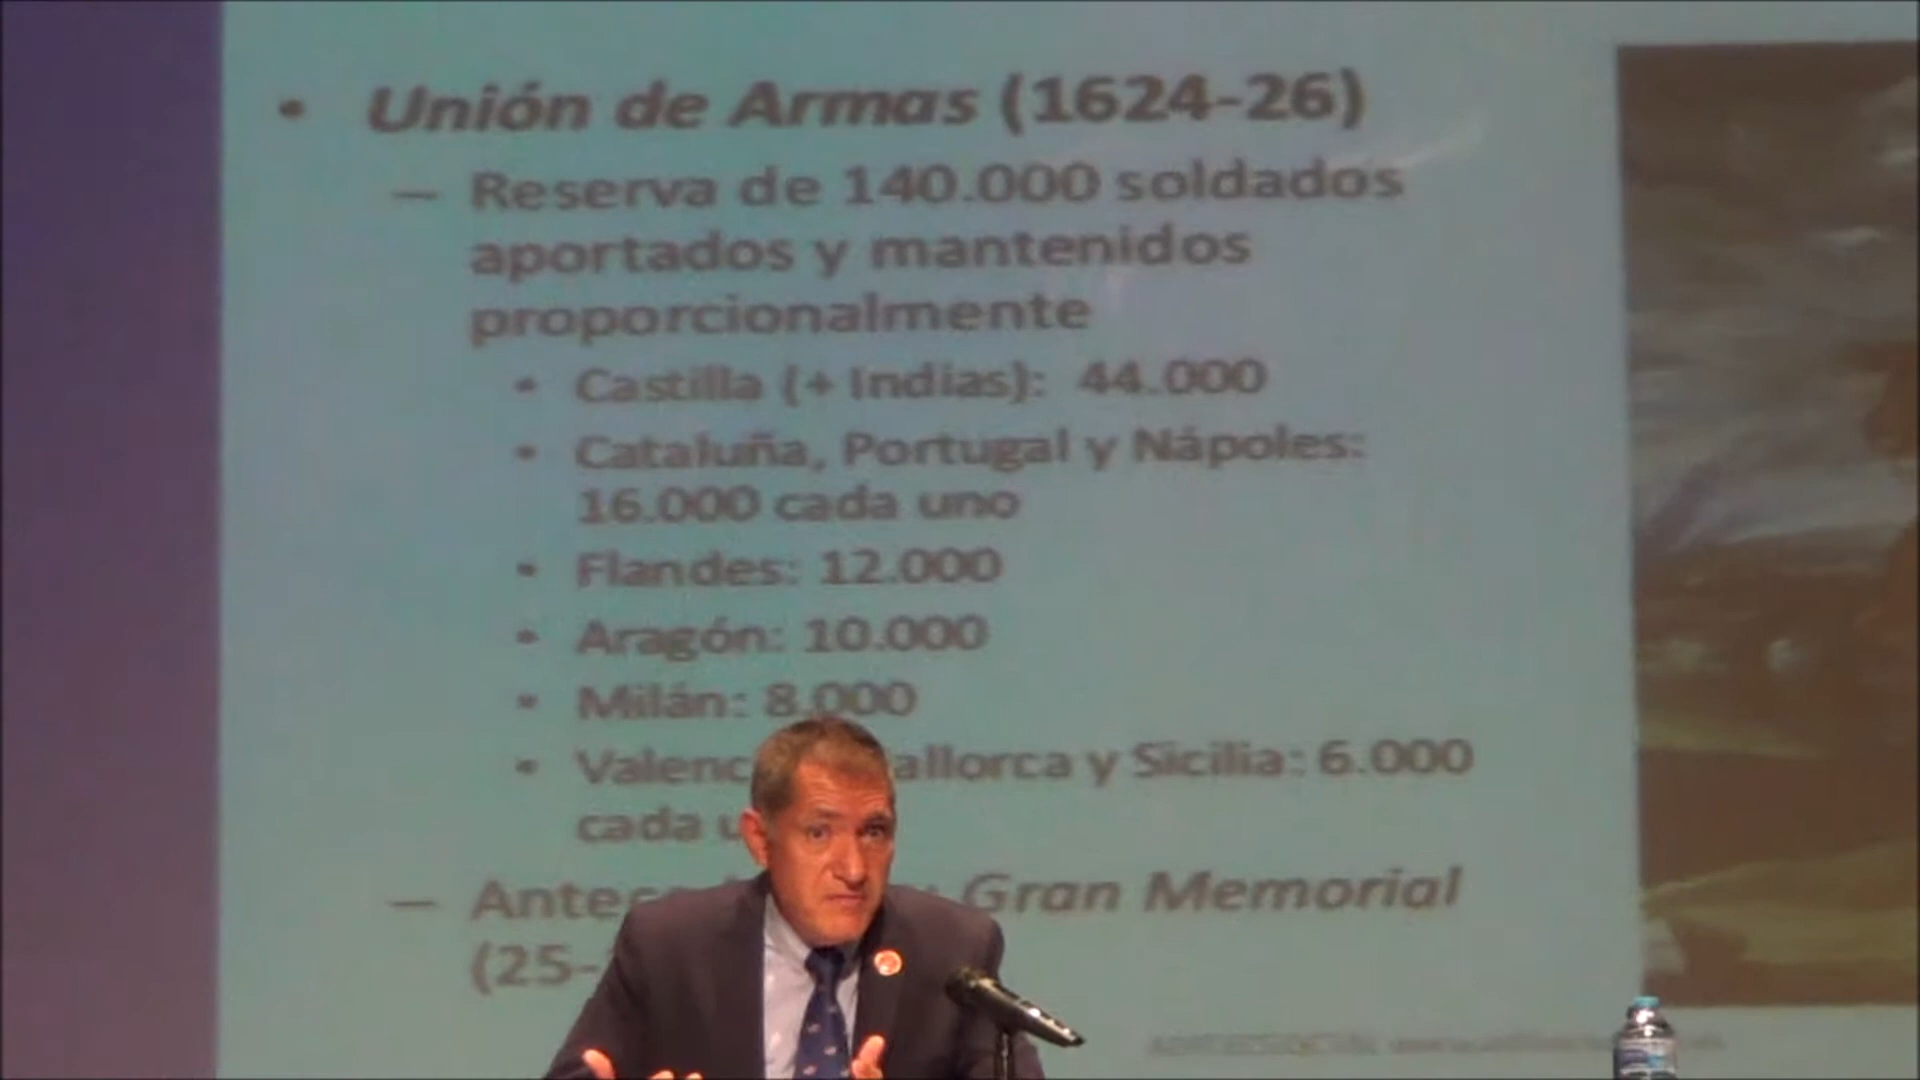 • Unión de Armas (1624-26)
— Reserva de 140.000 soldados
aportados y mantenidos
proporcionalmente
• Castilla (+ Indias): 44.000
• Cataluña, Portugal y Nápoles:
16.000 cada uno
• Flandes: 12.000
• Aragón: 10.000
• Milán: 8.000
• y Sicilia: 6.000
cada
— Gran Memorial
(25-